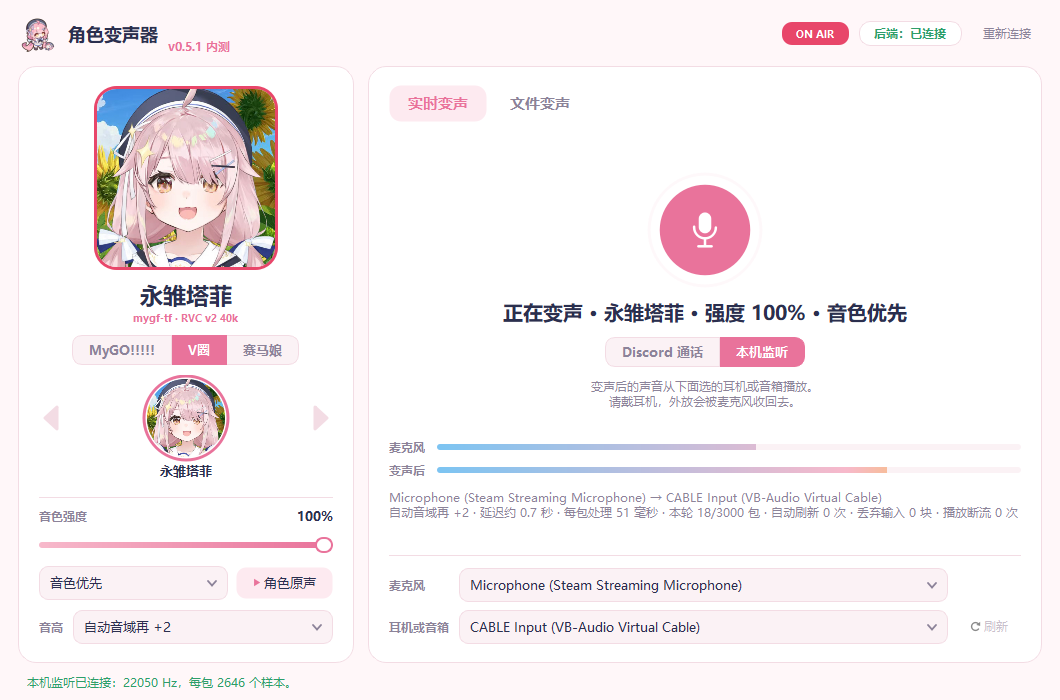 角色变声器 v0.5.1 内测
ON AIR
后端：已连接
重新连接
永雏塔菲
mygf-tf · RVC v2 40k
MyGO!!!!! V圈 赛马娘
永雏塔菲
音色强度 100%
音色优先
角色原声
音高 自动音域再 +2
实时变声 文件变声
正在变声 • 永雏塔菲 • 强度 100% • 音色优先
Discord 通话 本机监听
变声后的声音从下面选的耳机或音箱播放。
请戴耳机，外放会被麦克风收回去。
麦克风
变声后
Microphone (Steam Streaming Microphone) → CABLE Input (VB-Audio Virtual Cable)
自动音域再 +2 · 延迟约 0.7 秒 · 每包处理 51 毫秒 · 本轮 18/3000 包 · 自动刷新 0 次 · 丢弃输入 0 块 · 播放断流 0 次
麦克风 Microphone (Steam Streaming Microphone)
耳机或音箱 CABLE Input (VB-Audio Virtual Cable) 刷新
本机监听已连接：22050 Hz，每包 2646 个样本。